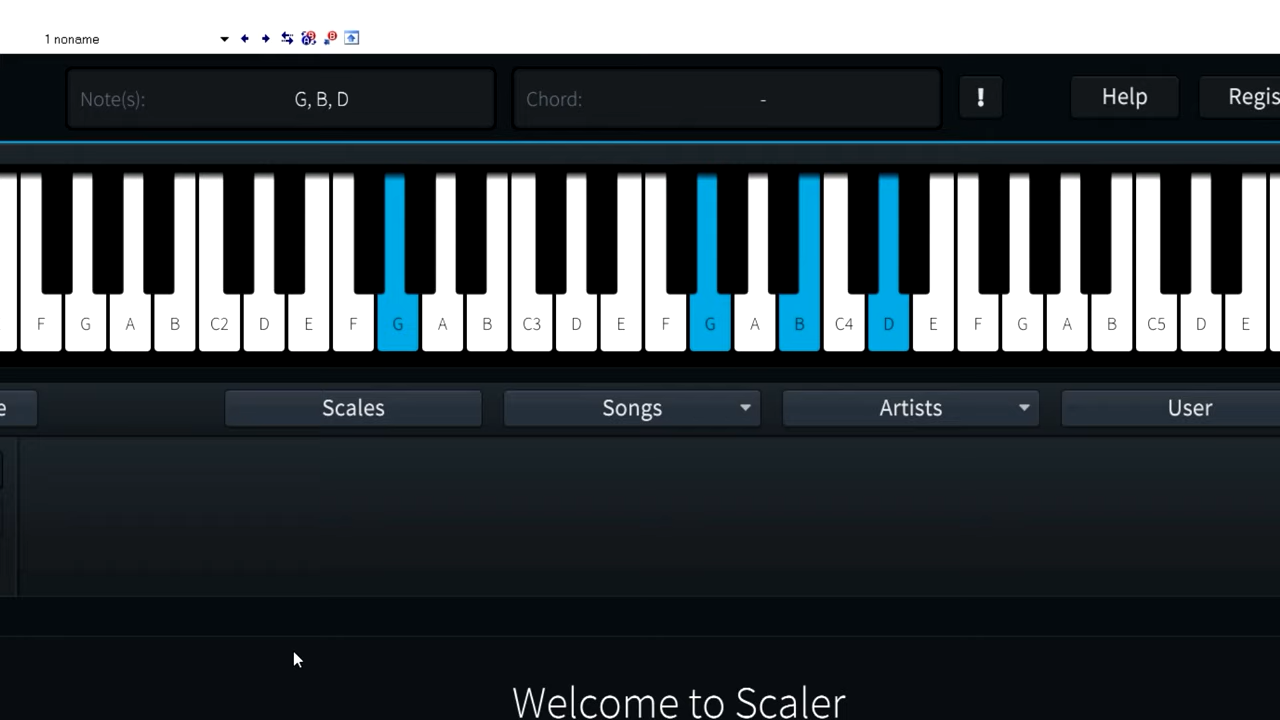 1 noname
Note(s): G, B, D Chord: - ! Help Regis
F G A B C2 D E F G A B C3 D E F G A B C4 D E F G A B C5 D E
e Scales Songs Artists User
Welcome to Scaler